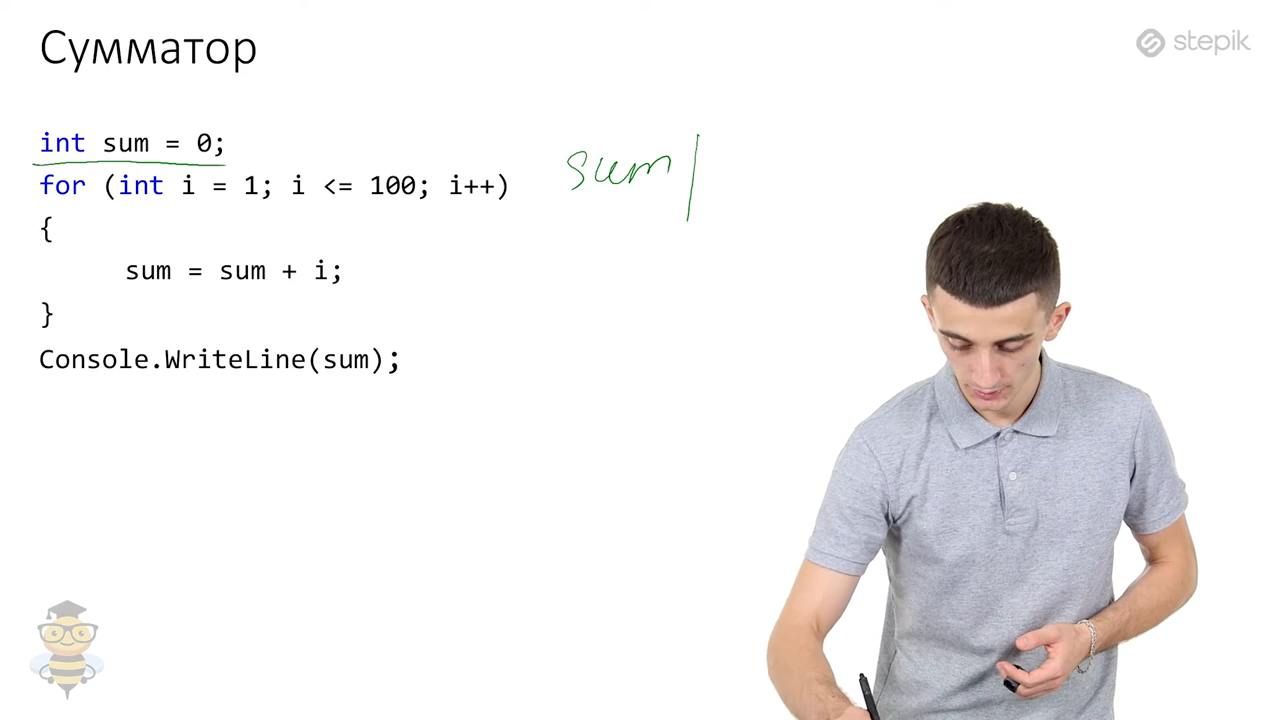 Сумматор
stepik
int sum = 0;
for (int i = 1; i <= 100; i++)
{
sum = sum + i;
}
Console.WriteLine(sum);
sum |